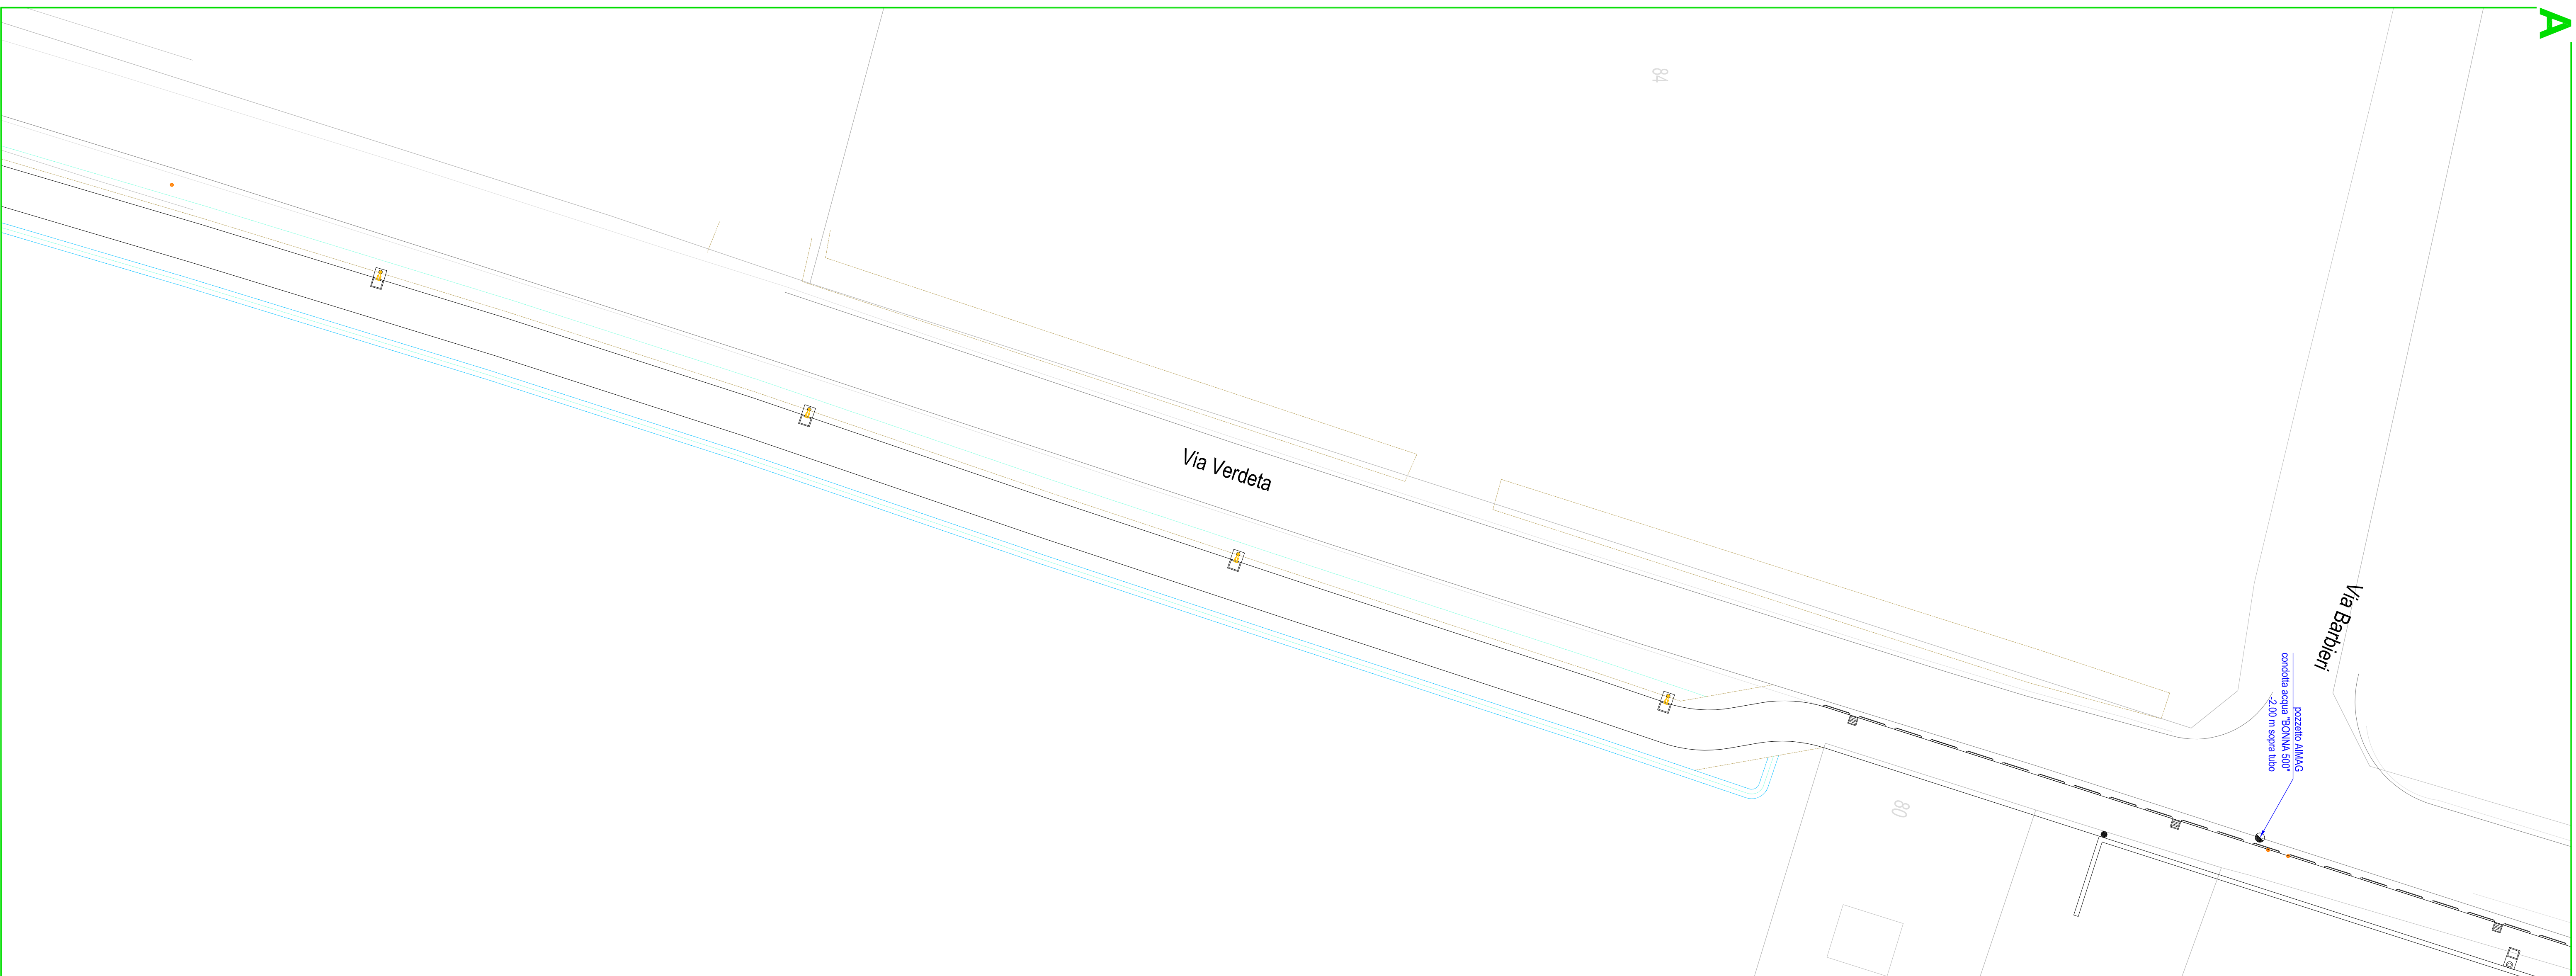 A
84
Via Verdeta
Via Barbieri
pozzetto AIMAG
condotta acqua "BONNA 500"
-2.00 m sopra tubo
80